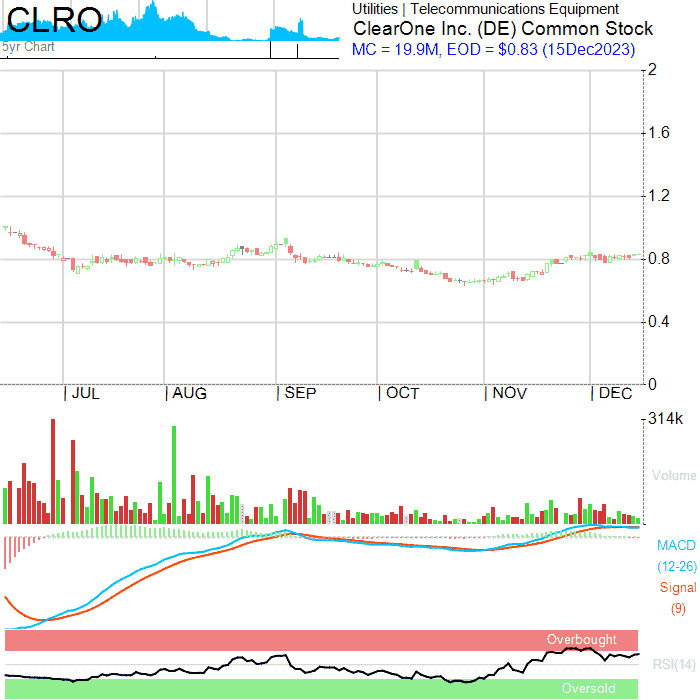 CLRO
5yr Chart
Utilities | Telecommunications Equipment
ClearOne Inc. (DE) Common Stock
MC = 19.9M, EOD = $0.83 (15Dec2023)
2
1.6
1.2
0.8
0.4
0
JUL AUG SEP OCT NOV DEC
314k
Volume
MACD
(12-26)
Signal
(9)
Overbought
RSI(14)
Oversold